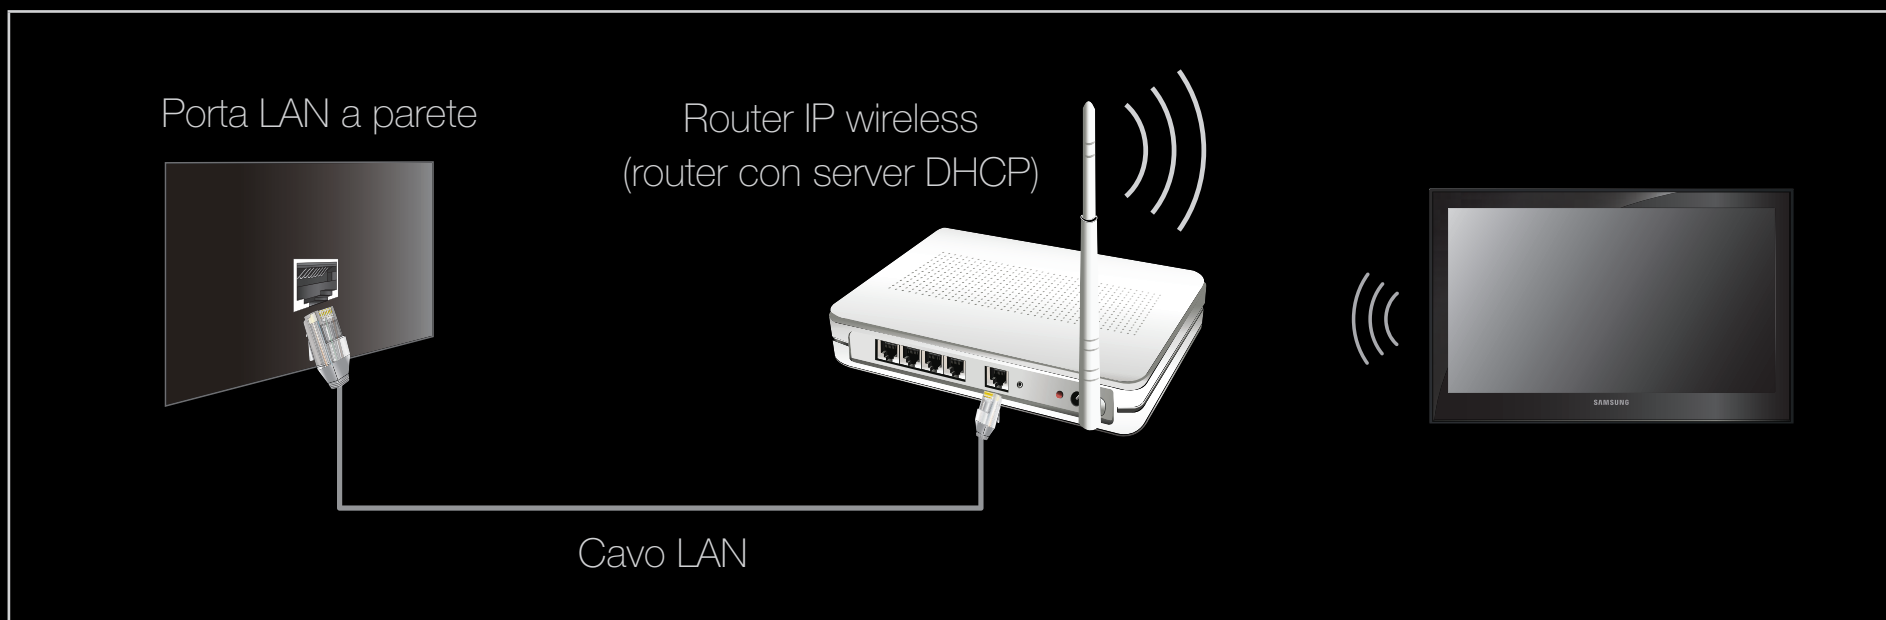 Porta LAN a parete
Router IP wireless
(router con server DHCP)
SAMSUNG
Cavo LAN